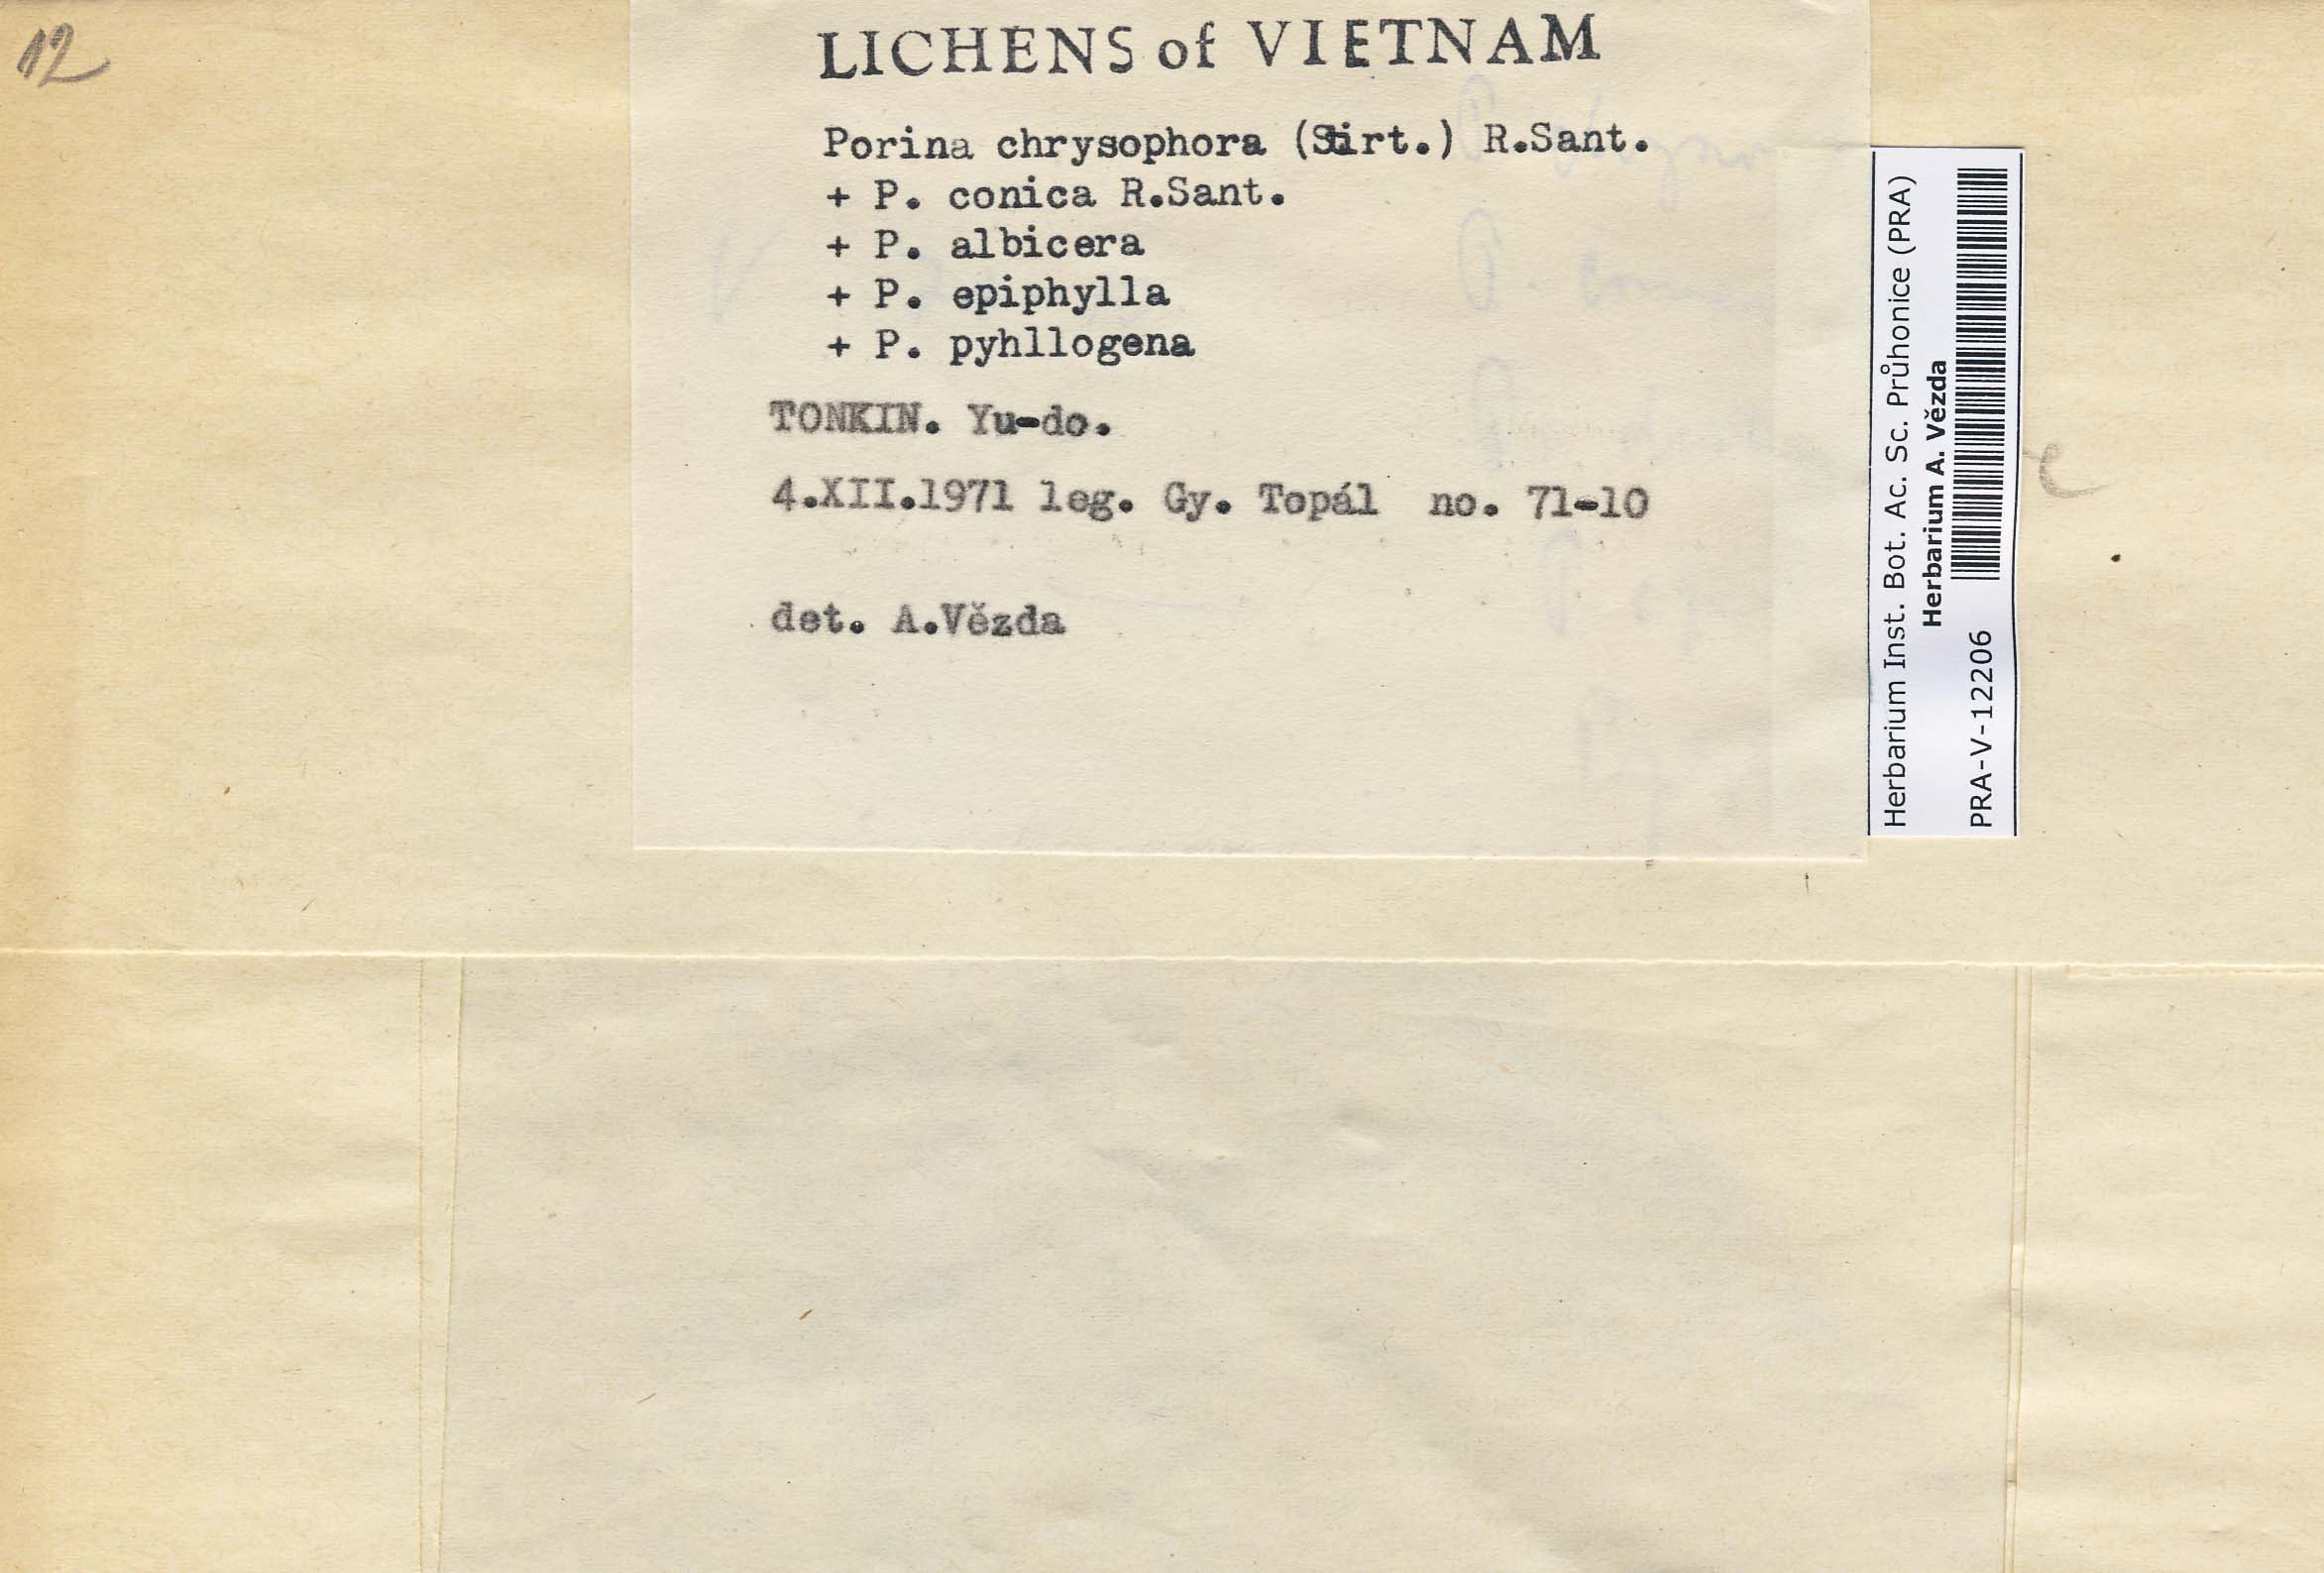 12
LICHENS of VIETNAM
Porina chrysophora (Stirt.) R.Sant.
+ P. conica R.Sant.
+ P. albicera
+ P. epiphylla
+ P. pyhllogena
TONKIN. Yu-do.
4.XII.1971 leg. Gy. Topál no. 71-10
det. A.Vězda
Herbarium Inst. Bot. Ac. Sc. Průhonice (PRA)
Herbarium A. Vězda
PRA-V-12206